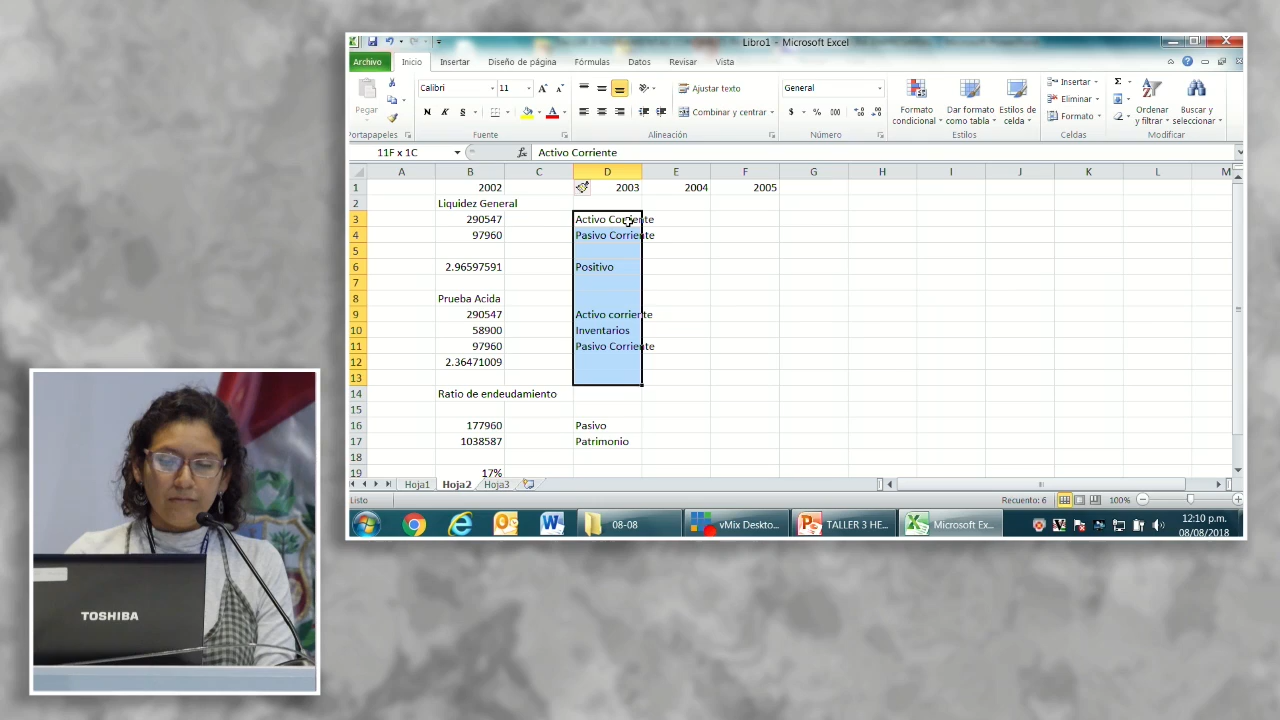 Libro1 - Microsoft Excel
Archivo Inicio Insertar Diseño de página Fórmulas Datos Revisar Vista
Pegar
Portapapeles
Calibri 11
N K S
Fuente
Ajustar texto
Combinar y centrar
Alineación
General
$ % 000
Número
Formato condicional
Dar formato como tabla
Estilos de celda
Estilos
Insertar
Eliminar
Formato
Celdas
Σ
Ordenar y filtrar
Buscar y seleccionar
Modificar
11F x 1C fx Activo Corriente
A B C D E F G H I J K L M
1 2002 2003 2004 2005
2 Liquidez General
3 290547 Activo Corriente
4 97960 Pasivo Corriente
5
6 2.96597591 Positivo
7
8 Prueba Acida
9 290547 Activo corriente
10 58900 Inventarios
11 97960 Pasivo Corriente
12 2.36471009
13
14 Ratio de endeudamiento
15
16 177960 Pasivo
17 1038587 Patrimonio
18
19 17%
Hoja1 Hoja2 Hoja3
Listo Recuento: 6 100%
08-08 vMix Deskto... TALLER 3 HE... Microsoft Ex...
12:10 p.m.
08/08/2018
TOSHIBA